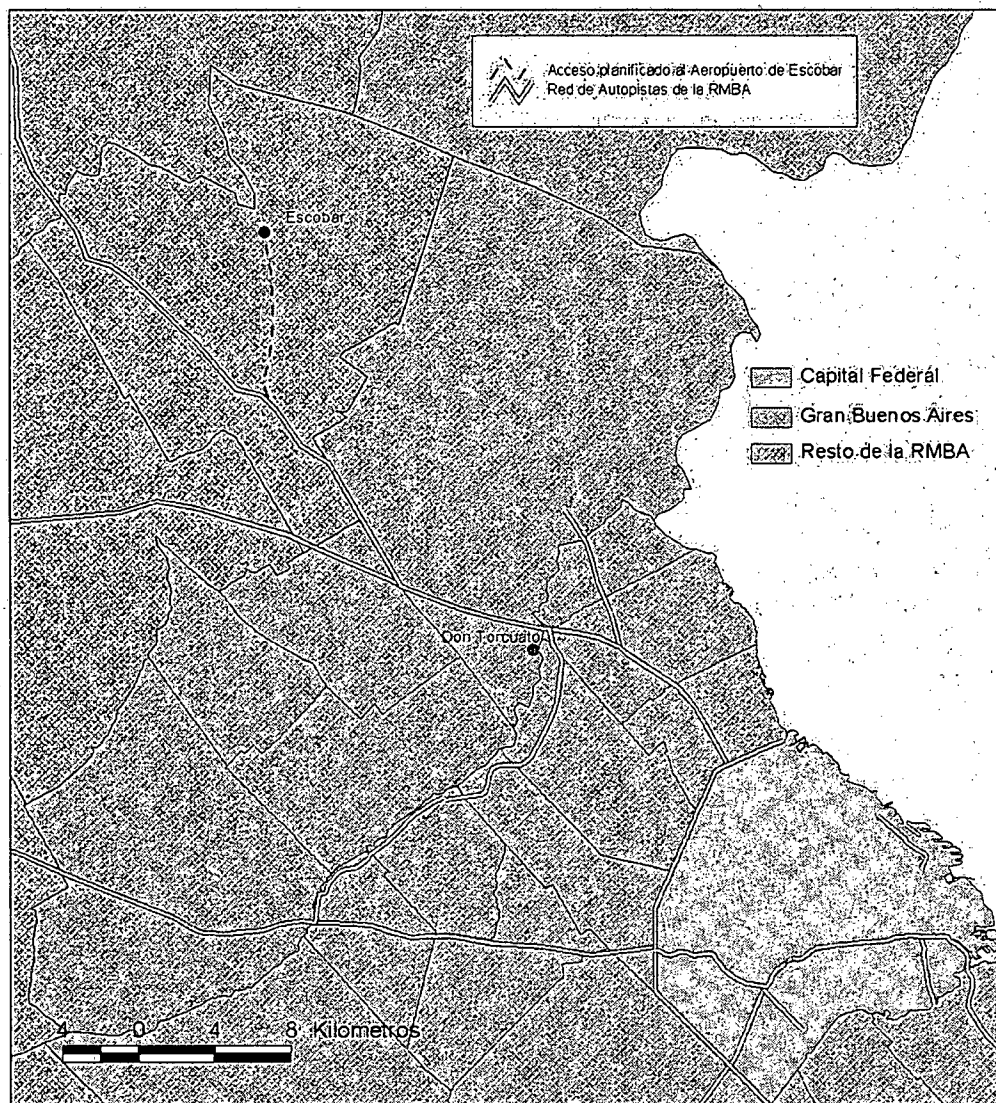 Acceso planificado al Aeropuerto de Escobar
Red de Autopistas de la RMBA
Escobar
Capital Federal
Gran Buenos Aires
Resto de la RMBA
Don Torcuato
4 0 4 8 Kilometros